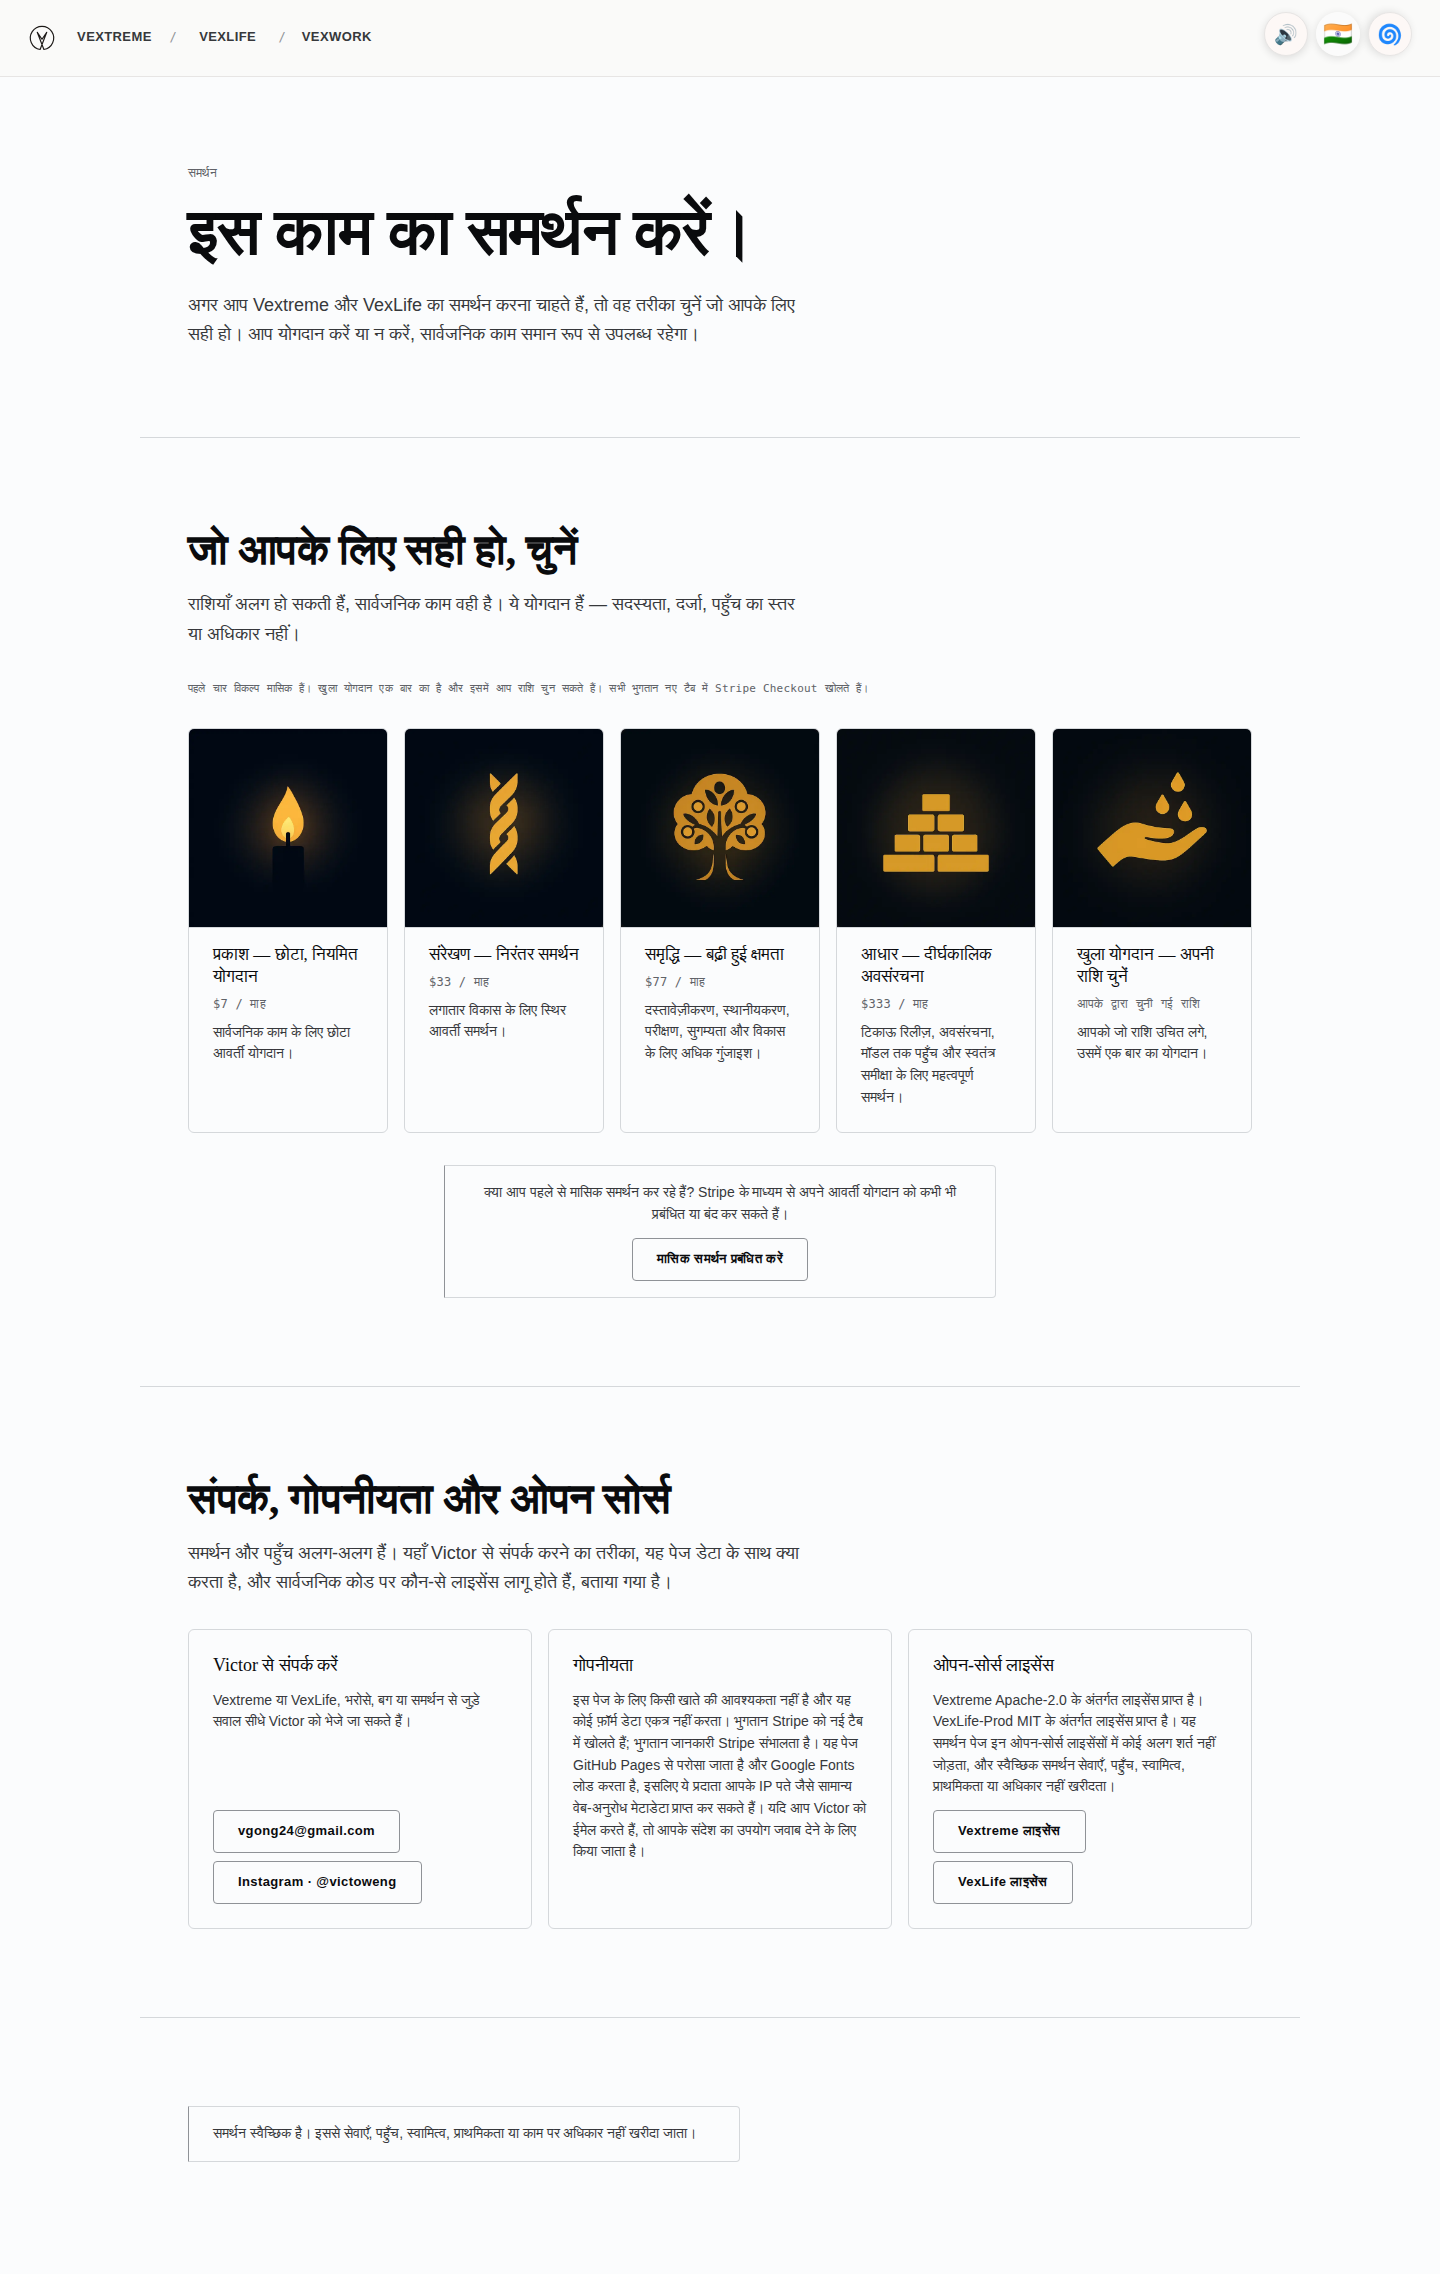 VEXTREME / VEXLIFE / VEXWORK
समर्थन
इस काम का समर्थन करें।
अगर आप Vextreme और VexLife का समर्थन करना चाहते हैं, तो वह तरीका चुनें जो आपके लिए
सही हो। आप योगदान करें या न करें, सार्वजनिक काम समान रूप से उपलब्ध रहेगा।
जो आपके लिए सही हो, चुनें
राशियाँ अलग हो सकती हैं, सार्वजनिक काम वही है। ये योगदान हैं — सदस्यता, दर्जा, पहुँच का स्तर
या अधिकार नहीं।
पहले चार विकल्प मासिक हैं। खुला योगदान एक बार का है और इसमें आप राशि चुन सकते हैं। सभी भुगतान नए टैब में Stripe Checkout खोलते हैं।
प्रकाश — छोटा, नियमित
योगदान
$7 / माह
सार्वजनिक काम के लिए छोटा
आवर्ती योगदान।
संरेखण — निरंतर समर्थन
$33 / माह
लगातार विकास के लिए स्थिर
आवर्ती समर्थन।
समृद्धि — बढ़ी हुई क्षमता
$77 / माह
दस्तावेज़ीकरण, स्थानीयकरण,
परीक्षण, सुगम्यता और विकास
के लिए अधिक गुंजाइश।
आधार — दीर्घकालिक
अवसंरचना
$333 / माह
टिकाऊ रिलीज़, अवसंरचना,
मॉडल तक पहुँच और स्वतंत्र
समीक्षा के लिए महत्वपूर्ण
समर्थन।
खुला योगदान — अपनी
राशि चुनें
आपके द्वारा चुनी गई राशि
आपको जो राशि उचित लगे,
उसमें एक बार का योगदान।
क्या आप पहले से मासिक समर्थन कर रहे हैं? Stripe के माध्यम से अपने आवर्ती योगदान को कभी भी
प्रबंधित या बंद कर सकते हैं।
मासिक समर्थन प्रबंधित करें
संपर्क, गोपनीयता और ओपन सोर्स
समर्थन और पहुँच अलग-अलग हैं। यहाँ Victor से संपर्क करने का तरीका, यह पेज डेटा के साथ क्या
करता है, और सार्वजनिक कोड पर कौन-से लाइसेंस लागू होते हैं, बताया गया है।
Victor से संपर्क करें
Vextreme या VexLife, भरोसे, बग या समर्थन से जुड़े
सवाल सीधे Victor को भेजे जा सकते हैं।
vgong24@gmail.com
Instagram · @victoweng
गोपनीयता
इस पेज के लिए किसी खाते की आवश्यकता नहीं है और यह
कोई फ़ॉर्म डेटा एकत्र नहीं करता। भुगतान Stripe को नई टैब
में खोलते हैं; भुगतान जानकारी Stripe संभालता है। यह पेज
GitHub Pages से परोसा जाता है और Google Fonts
लोड करता है, इसलिए ये प्रदाता आपके IP पते जैसे सामान्य
वेब-अनुरोध मेटाडेटा प्राप्त कर सकते हैं। यदि आप Victor को
ईमेल करते हैं, तो आपके संदेश का उपयोग जवाब देने के लिए
किया जाता है।
ओपन-सोर्स लाइसेंस
Vextreme Apache-2.0 के अंतर्गत लाइसेंस प्राप्त है।
VexLife-Prod MIT के अंतर्गत लाइसेंस प्राप्त है। यह
समर्थन पेज इन ओपन-सोर्स लाइसेंसों में कोई अलग शर्त नहीं
जोड़ता, और स्वैच्छिक समर्थन सेवाएँ, पहुँच, स्वामित्व,
प्राथमिकता या अधिकार नहीं खरीदता।
Vextreme लाइसेंस
VexLife लाइसेंस
समर्थन स्वैच्छिक है। इससे सेवाएँ, पहुँच, स्वामित्व, प्राथमिकता या काम पर अधिकार नहीं खरीदा जाता।